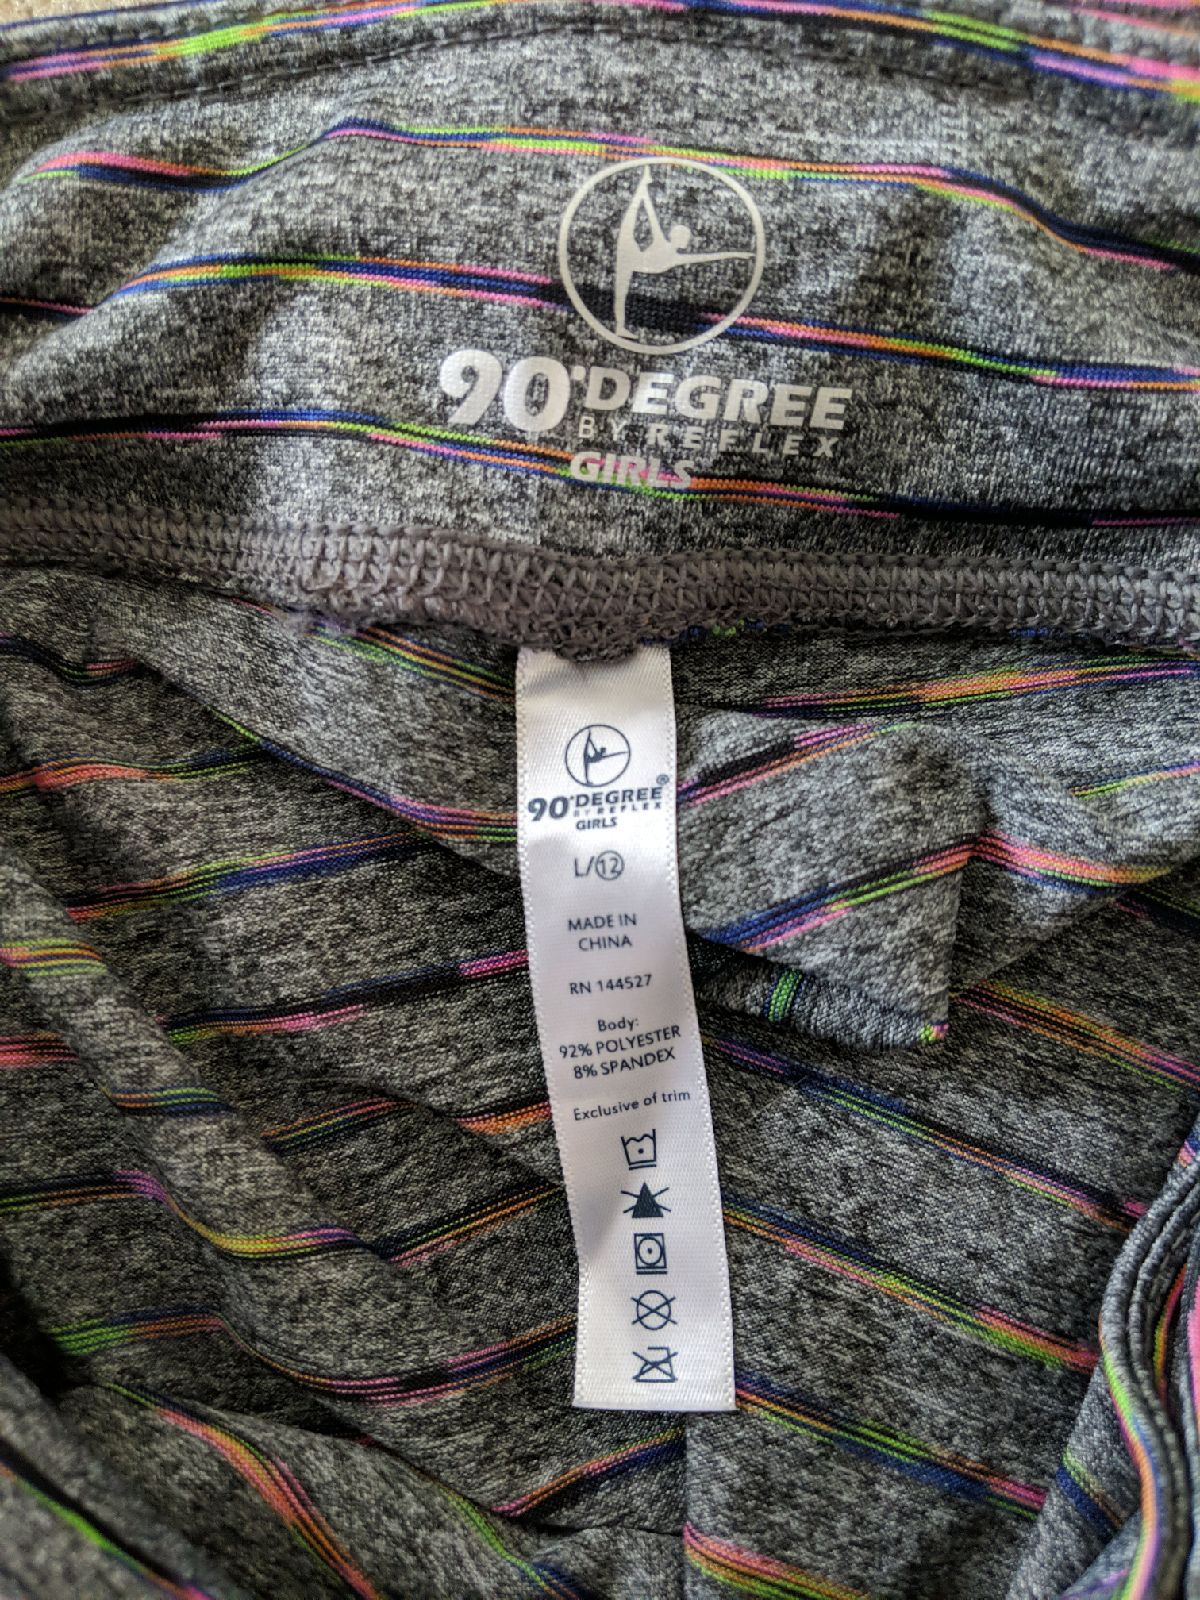 90°DEGREE
BY REFLEX
GIRLS
90°DEGREE®
BY REFLEX
GIRLS
L/⑫
MADE IN
CHINA
RN 144527
Body:
92% POLYESTER
8% SPANDEX
Exclusive of trim